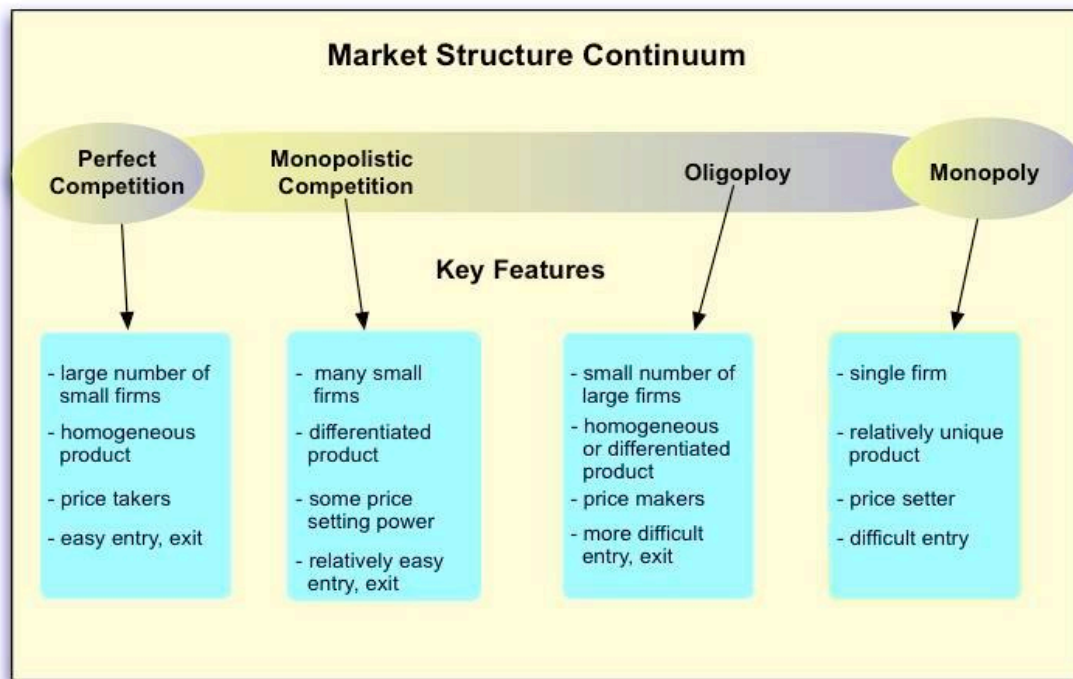 Market Structure Continuum
Perfect
Competition
Monopolistic
Competition
Oligoploy
Monopoly
Key Features
- large number of
small firms
- homogeneous
product
- price takers
- easy entry, exit
- many small
firms
- differentiated
product
- some price
setting power
- relatively easy
entry, exit
- small number of
large firms
- homogeneous
or differentiated
product
- price makers
- more difficult
entry, exit
- single firm
- relatively unique
product
- price setter
- difficult entry